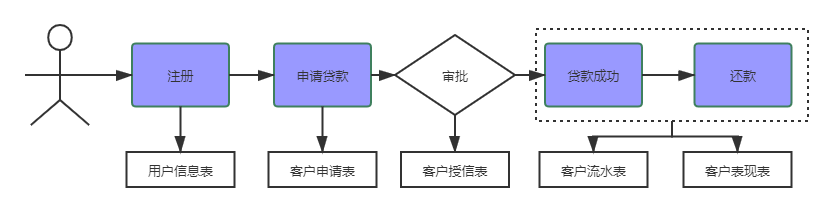 注册
申请贷款
审批
贷款成功
还款
用户信息表
客户申请表
客户授信表
客户流水表
客户表现表